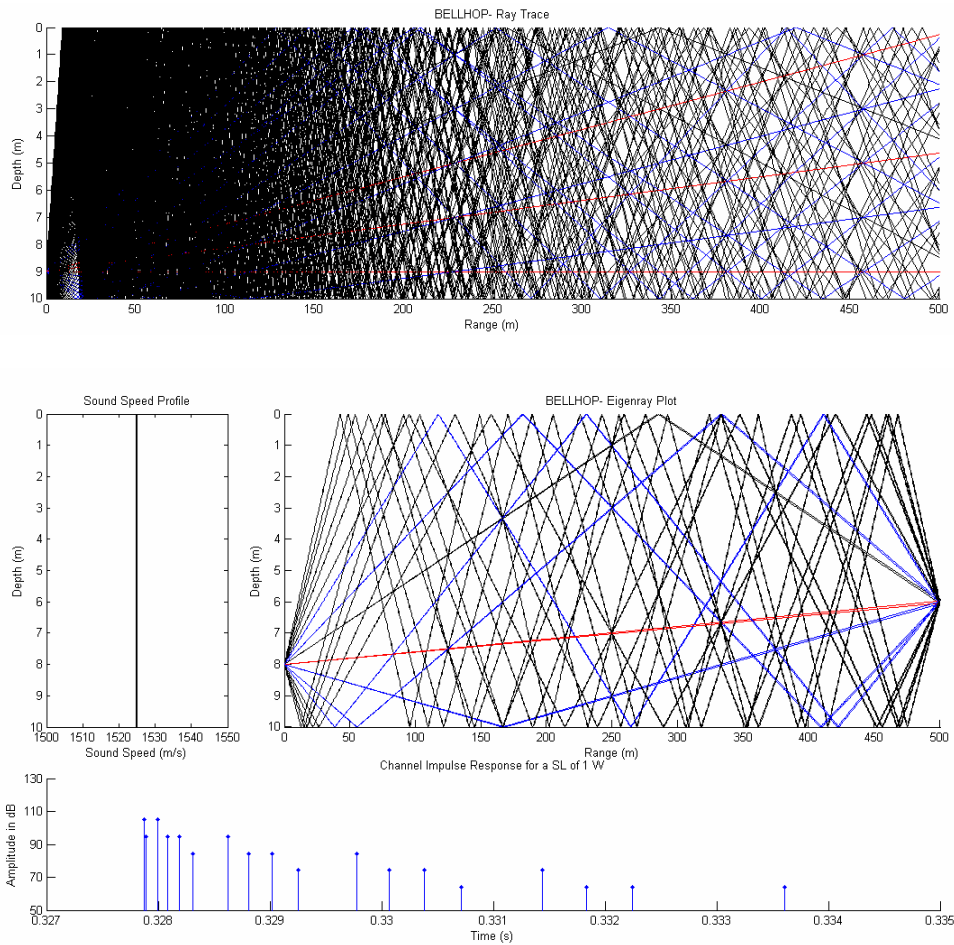 BELLHOP- Ray Trace
Depth (m)
0
1
2
3
4
5
6
7
8
9
10
0 50 100 150 200 250 300 350 400 450 500
Range (m)
Sound Speed Profile
Depth (m)
0
1
2
3
4
5
6
7
8
9
10
1500 1510 1520 1530 1540 1550
Sound Speed (m/s)
BELLHOP- Eigenray Plot
Depth (m)
0
1
2
3
4
5
6
7
8
9
10
0 50 100 150 200 250 300 350 400 450 500
Range (m)
Channel Impulse Response for a SL of 1 W
Amplitude in dB
130
110
90
70
50
0.327 0.328 0.329 0.33 0.331 0.332 0.333 0.334 0.335
Time (s)